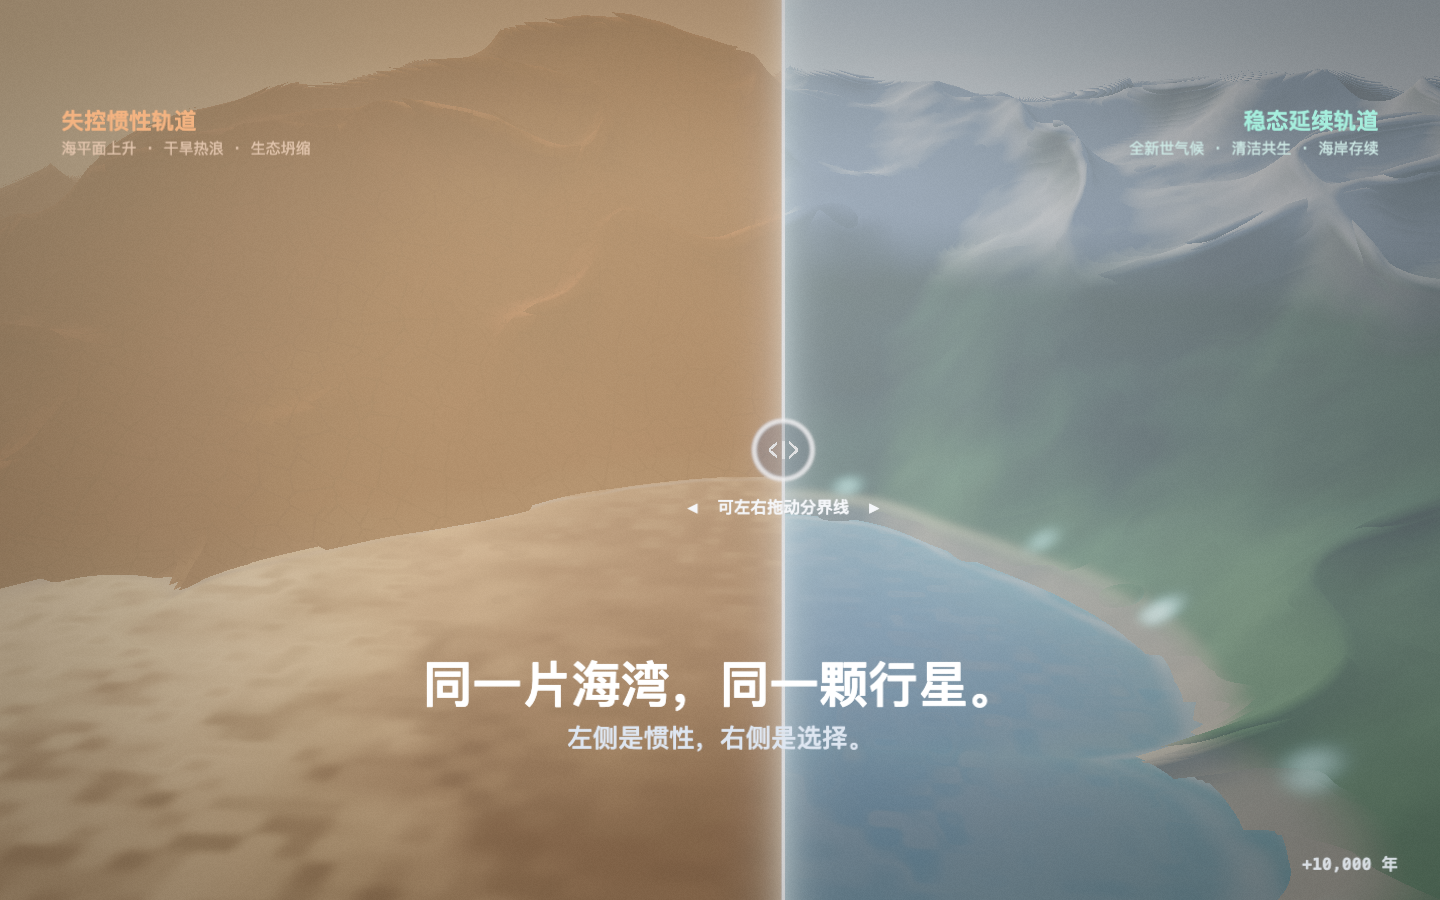 失控惯性轨道
海平面上升 · 干旱热浪 · 生态坍缩
稳态延续轨道
全新世气候 · 清洁共生 · 海岸存续
◀ 可左右拖动分界线 ▶
同一片海湾，同一颗行星。
左侧是惯性，右侧是选择。
+10,000 年